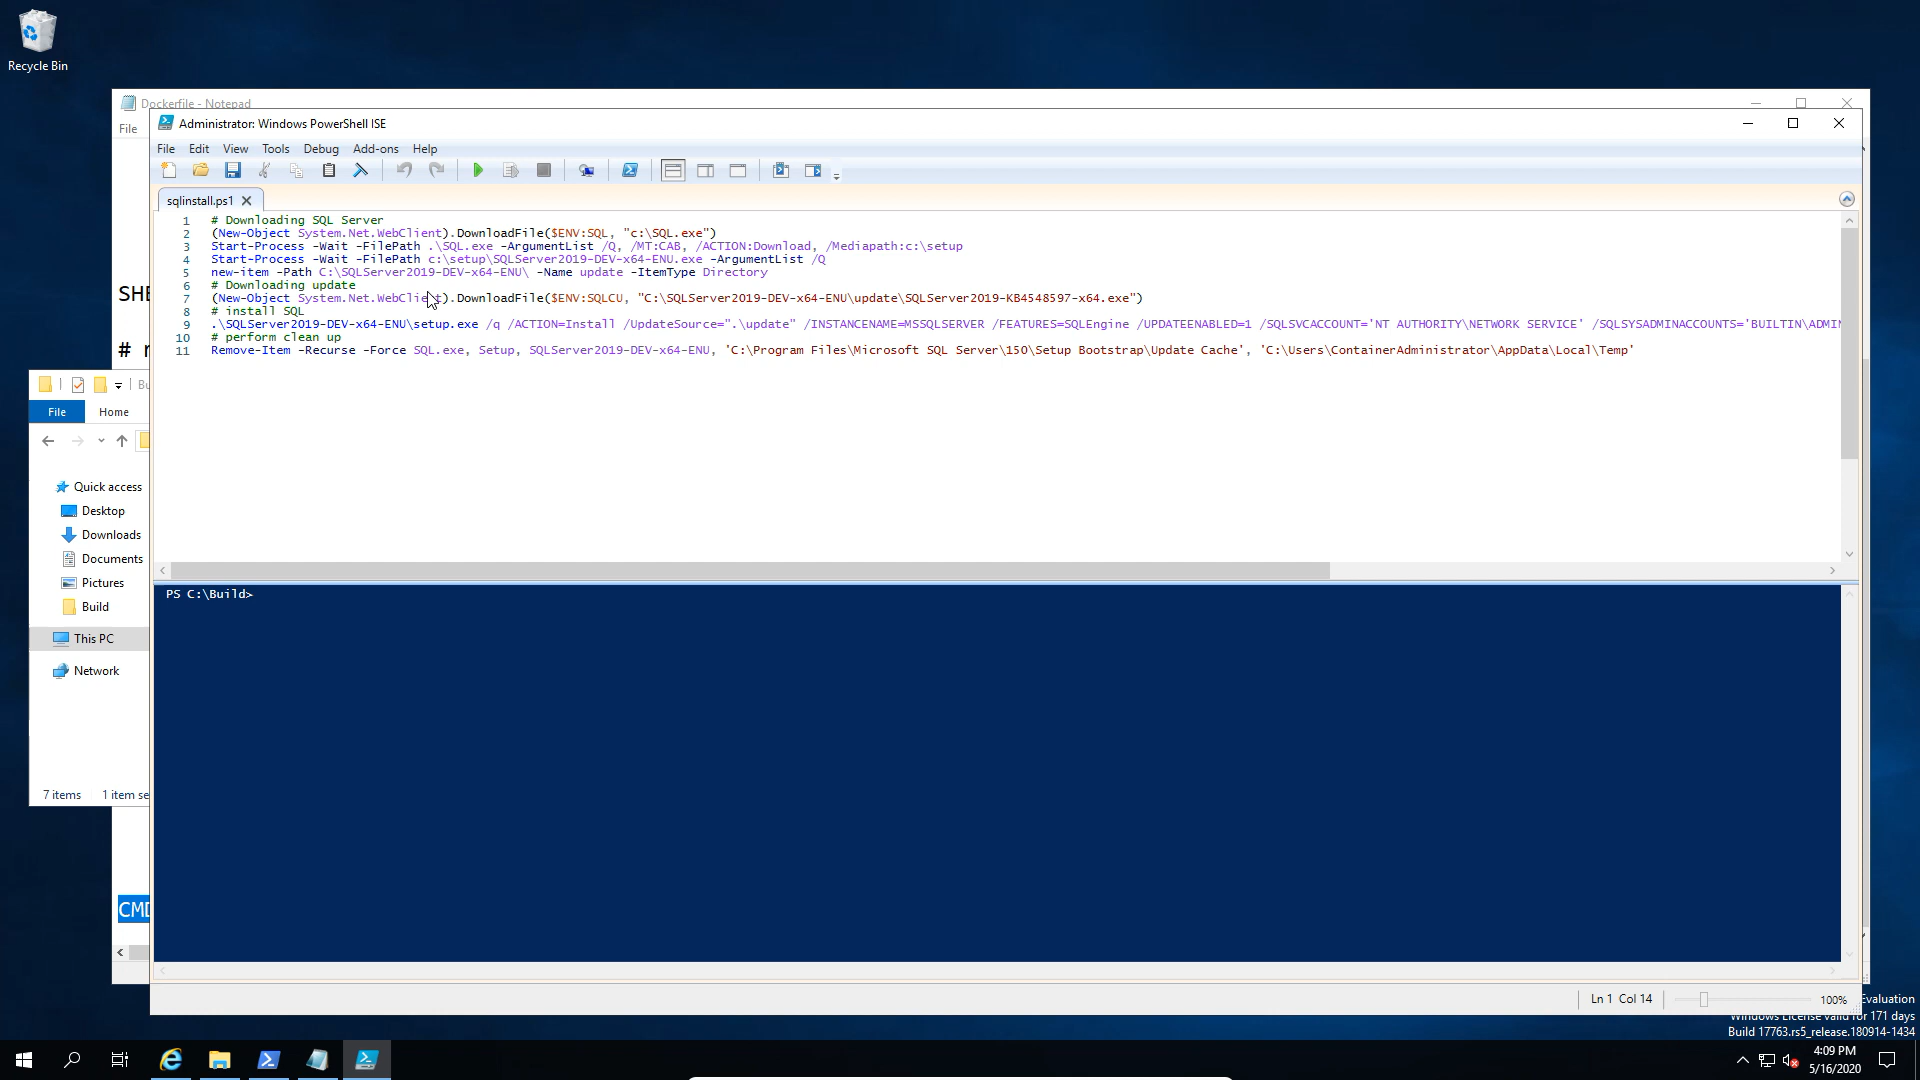 Recycle Bin
Dockerfile - Notepad
File
Administrator: Windows PowerShell ISE
File Edit View Tools Debug Add-ons Help
sqlinstall.ps1
1 # Downloading SQL Server
2 (New-Object System.Net.WebClient).DownloadFile($ENV:SQL, "c:\SQL.exe")
3 Start-Process -Wait -FilePath .\SQL.exe -ArgumentList /Q, /MT:CAB, /ACTION:Download, /Mediapath:c:\setup
4 Start-Process -Wait -FilePath c:\setup\SQLServer2019-DEV-x64-ENU.exe -ArgumentList /Q
5 new-item -Path C:\SQLServer2019-DEV-x64-ENU\ -Name update -ItemType Directory
6 # Downloading update
7 (New-Object System.Net.WebClient).DownloadFile($ENV:SQLCU, "C:\SQLServer2019-DEV-x64-ENU\update\SQLServer2019-KB4548597-x64.exe")
8 # install SQL
9 .\SQLServer2019-DEV-x64-ENU\setup.exe /q /ACTION=Install /UpdateSource=".\update" /INSTANCENAME=MSSQLSERVER /FEATURES=SQLEngine /UPDATEENABLED=1 /SQLSVCACCOUNT='NT AUTHORITY\NETWORK SERVICE' /SQLSYSADMINACCOUNTS='BUILTIN\ADMIN
10 # perform clean up
11 Remove-Item -Recurse -Force SQL.exe, Setup, SQLServer2019-DEV-x64-ENU, 'C:\Program Files\Microsoft SQL Server\150\Setup Bootstrap\Update Cache', 'C:\Users\ContainerAdministrator\AppData\Local\Temp'
SHE
# r
Bu
File Home
Quick access
Desktop
Downloads
Documents
Pictures
Build
This PC
Network
7 items 1 item se
CMD
PS C:\Build>
Ln 1 Col 14 100%
Evaluation
Windows License valid for 171 days
Build 17763.rs5_release.180914-1434
4:09 PM
5/16/2020